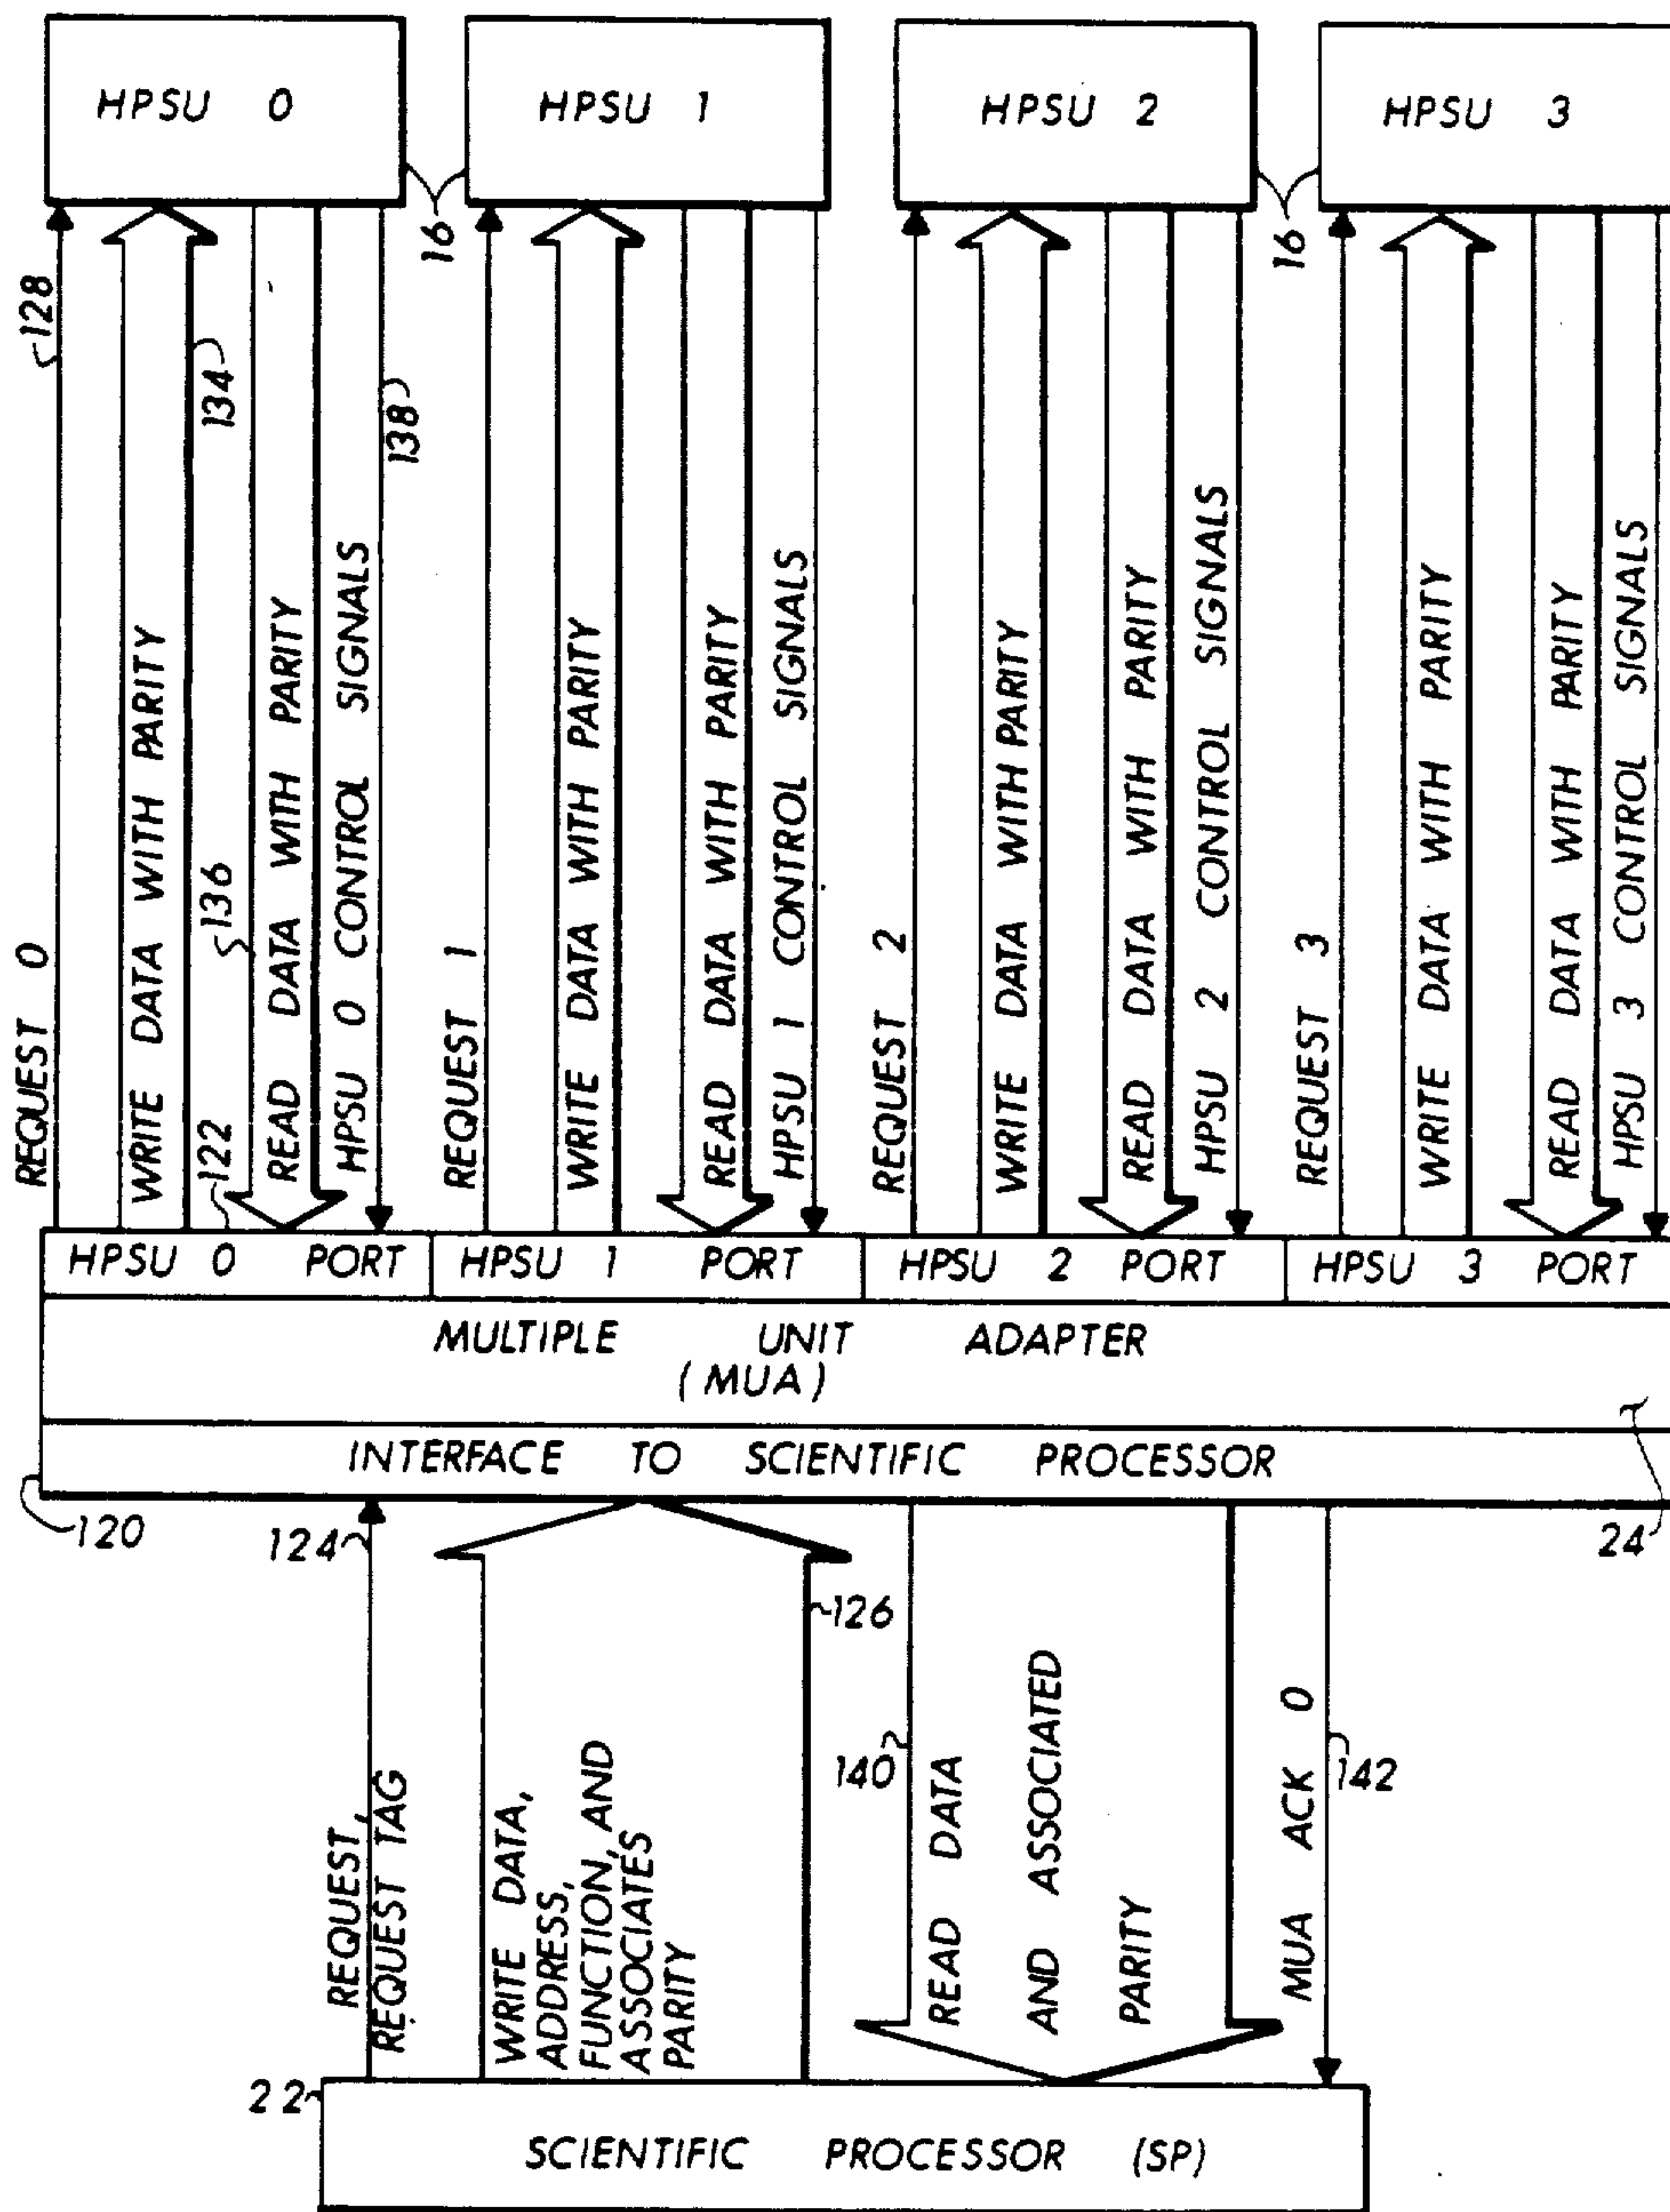 HPSU 0
HPSU 1
HPSU 2
HPSU 3
16
16
128
134
138
136
122
REQUEST 0
WRITE DATA WITH PARITY
READ DATA WITH PARITY
HPSU 0 CONTROL SIGNALS
REQUEST 1
WRITE DATA WITH PARITY
READ DATA WITH PARITY
HPSU 1 CONTROL SIGNALS
REQUEST 2
WRITE DATA WITH PARITY
READ DATA WITH PARITY
HPSU 2 CONTROL SIGNALS
REQUEST 3
WRITE DATA WITH PARITY
READ DATA WITH PARITY
HPSU 3 CONTROL SIGNALS
HPSU 0 PORT
HPSU 1 PORT
HPSU 2 PORT
HPSU 3 PORT
MULTIPLE UNIT ADAPTER
(MUA)
INTERFACE TO SCIENTIFIC PROCESSOR
120
124
24
126
REQUEST,
REQUEST TAG
WRITE DATA,
ADDRESS,
FUNCTION, AND
ASSOCIATES
PARITY
140
READ DATA
AND ASSOCIATED
PARITY
MUA ACK 0
142
22
SCIENTIFIC PROCESSOR (SP)